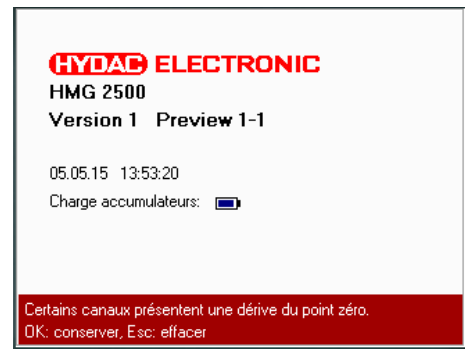 HYDAC ELECTRONIC
HMG 2500
Version 1 Preview 1-1
05.05.15 13:53:20
Charge accumulateurs:
Certains canaux présentent une dérive du point zéro.
OK: conserver, Esc: effacer